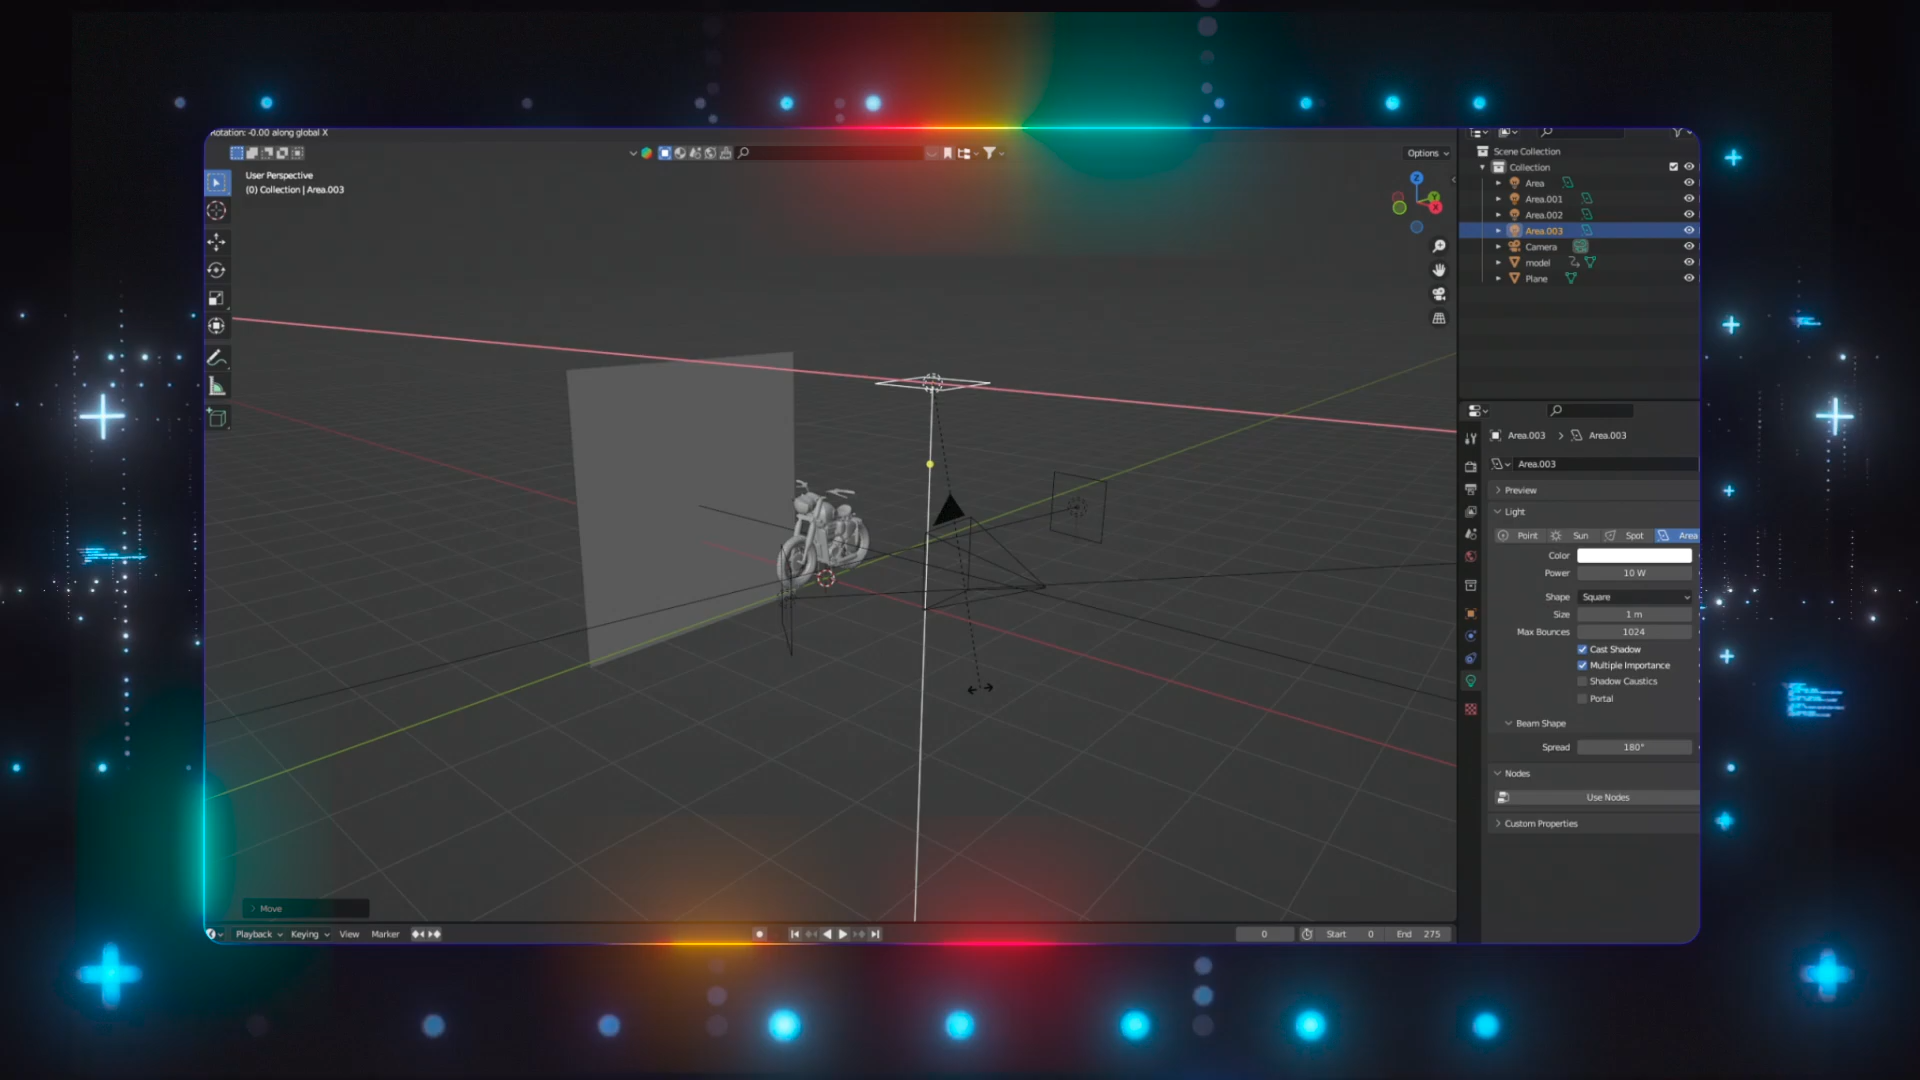 Rotation: -0.00 along global X
Options
User Perspective
(0) Collection | Area.003
Z
Y
X
Scene Collection
Collection
Area
Area.001
Area.002
Area.003
Camera
model
Plane
Area.003 > Area.003
Area.003
Preview
Light
Point Sun Spot Area
Color
Power 10 W
Shape Square
Size 1 m
Max Bounces 1024
Cast Shadow
Multiple Importance
Shadow Caustics
Portal
Beam Shape
Spread 180°
Nodes
Use Nodes
Custom Properties
Move
Playback Keying View Marker
0 Start 0 End 275